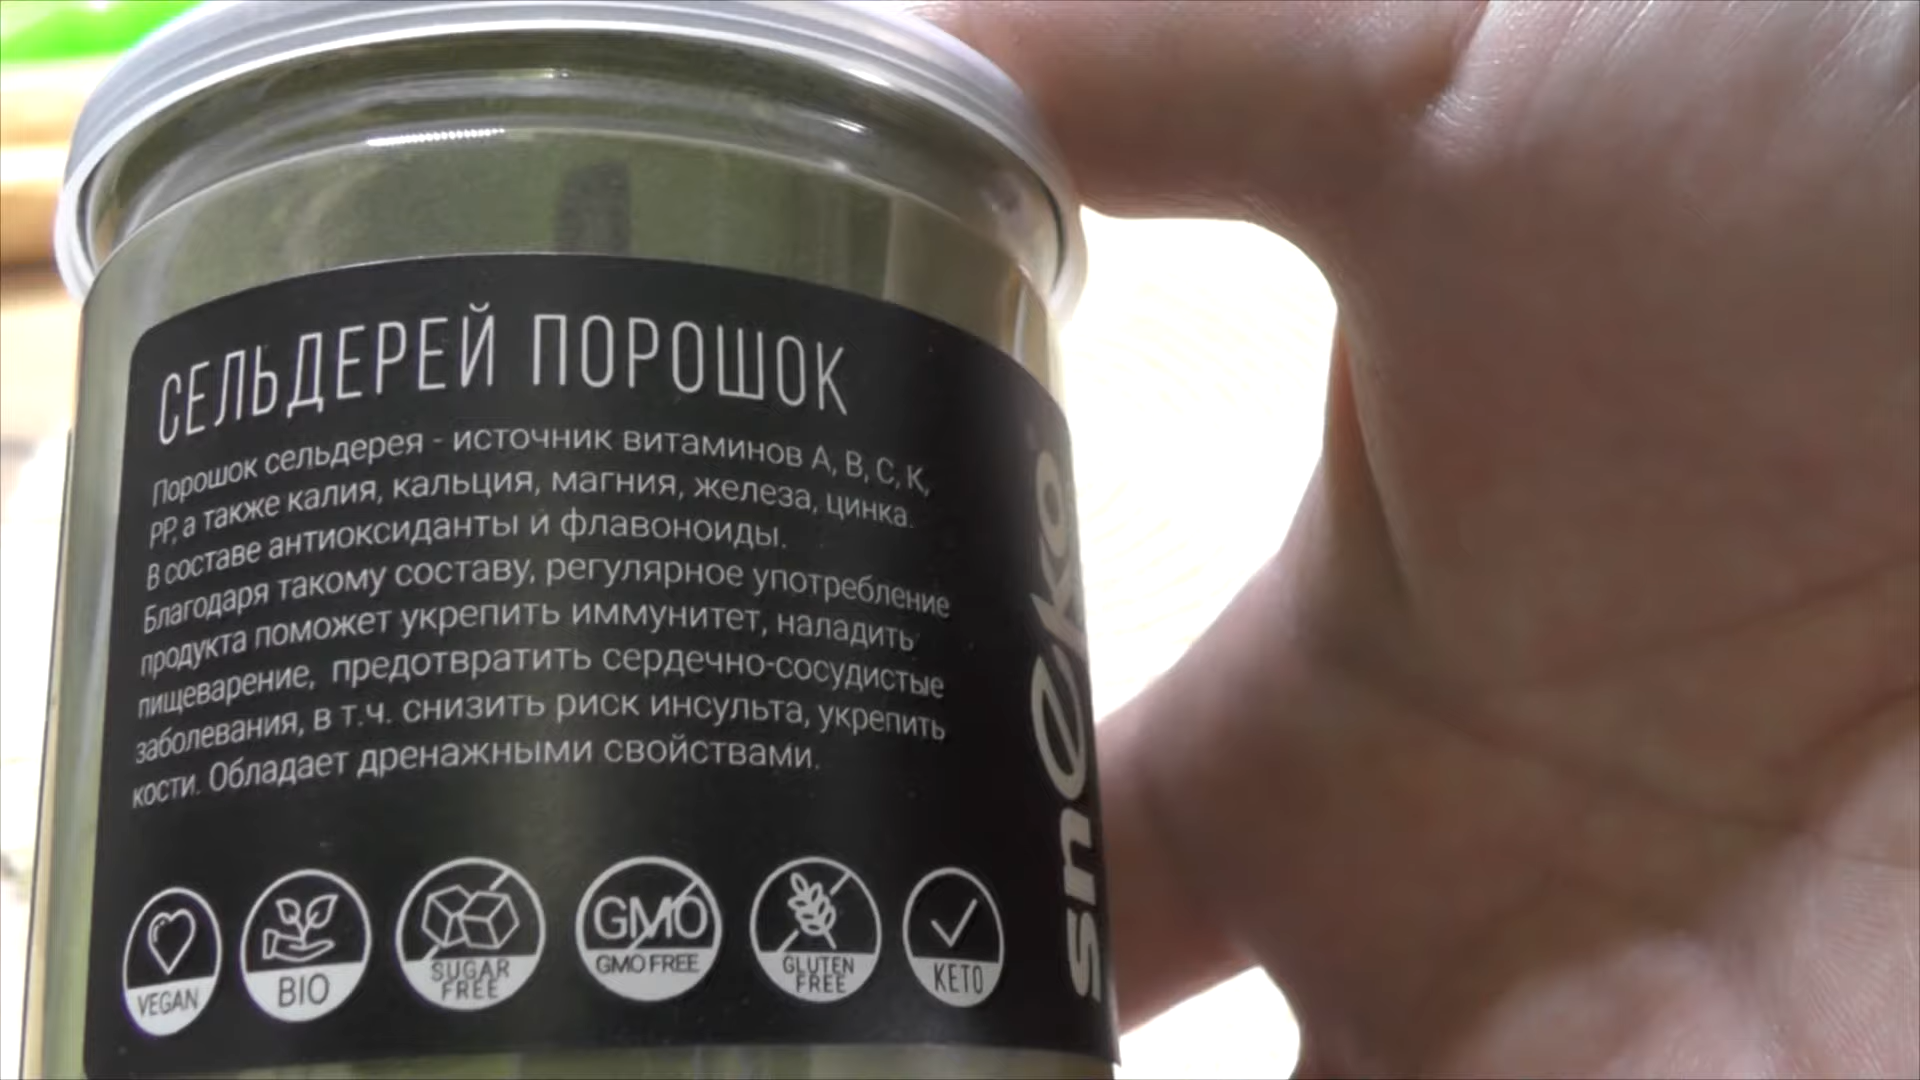 СЕЛЬДЕРЕЙ ПОРОШОК
Порошок сельдерея - источник витаминов А, В, С, К,
РР, а также калия, кальция, магния, железа, цинка.
В составе антиоксиданты и флавоноиды.
Благодаря такому составу, регулярное употребление
продукта поможет укрепить иммунитет, наладить
пищеварение, предотвратить сердечно-сосудистые
заболевания, в т.ч. снизить риск инсульта, укрепить
кости. Обладает дренажными свойствами.
VEGAN
BIO
SUGAR
FREE
GMO
GMO FREE
GLUTEN
FREE
KETO
snеko